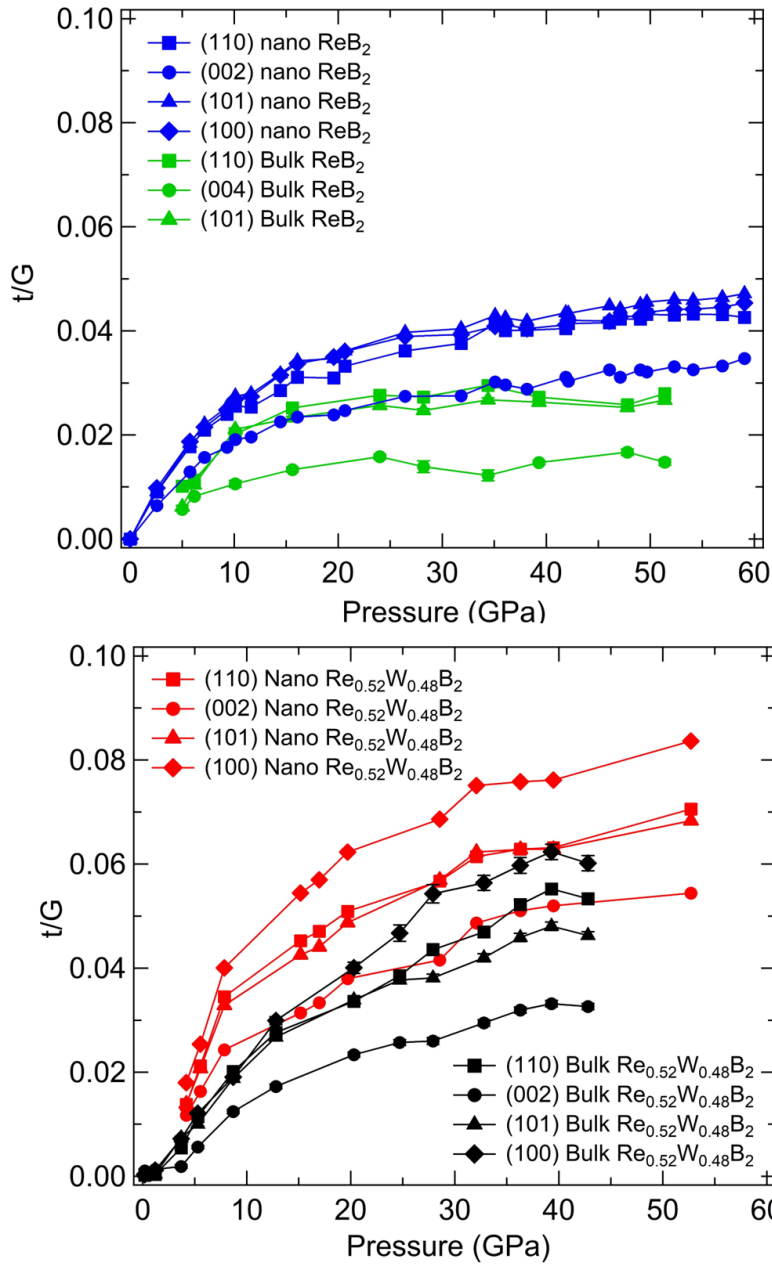 0.10
0.08
0.06
0.04
0.02
0.00
t/G
(110) nano ReB₂
(002) nano ReB₂
(101) nano ReB₂
(100) nano ReB₂
(110) Bulk ReB₂
(004) Bulk ReB₂
(101) Bulk ReB₂
0 10 20 30 40 50 60
Pressure (GPa)
0.10
0.08
0.06
0.04
0.02
0.00
t/G
(110) Nano Re₀.₅₂W₀.₄₈B₂
(002) Nano Re₀.₅₂W₀.₄₈B₂
(101) Nano Re₀.₅₂W₀.₄₈B₂
(100) Nano Re₀.₅₂W₀.₄₈B₂
(110) Bulk Re₀.₅₂W₀.₄₈B₂
(002) Bulk Re₀.₅₂W₀.₄₈B₂
(101) Bulk Re₀.₅₂W₀.₄₈B₂
(100) Bulk Re₀.₅₂W₀.₄₈B₂
0 10 20 30 40 50 60
Pressure (GPa)